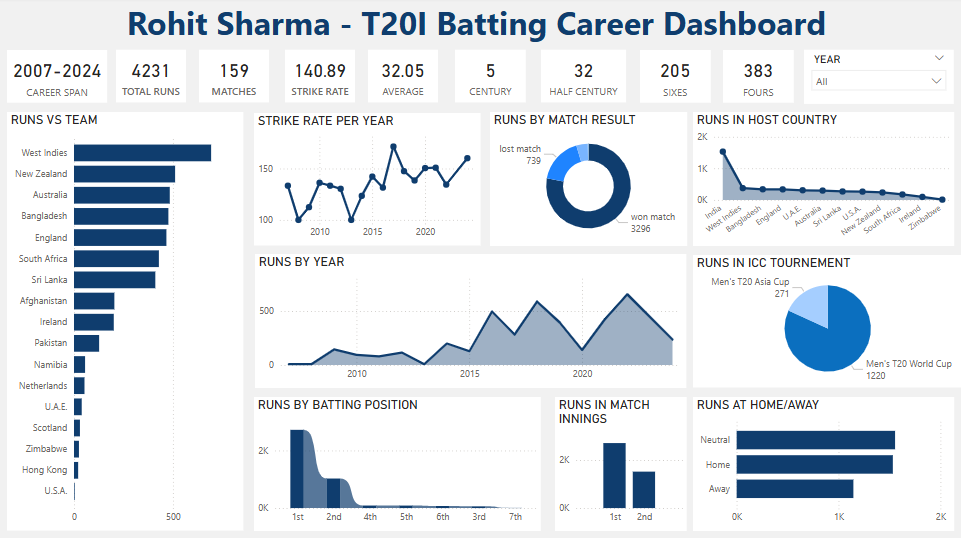 Rohit Sharma - T20I Batting Career Dashboard
2007-2024
CAREER SPAN
4231
TOTAL RUNS
159
MATCHES
140.89
STRIKE RATE
32.05
AVERAGE
5
CENTURY
32
HALF CENTURY
205
SIXES
383
FOURS
YEAR
All
RUNS VS TEAM
West Indies
New Zealand
Australia
Bangladesh
England
South Africa
Sri Lanka
Afghanistan
Ireland
Pakistan
Namibia
Netherlands
U.A.E.
Scotland
Zimbabwe
Hong Kong
U.S.A.
0 500
STRIKE RATE PER YEAR
150
100
2010 2015 2020
RUNS BY MATCH RESULT
lost match
739
won match
3296
RUNS IN HOST COUNTRY
2K
1K
0K
India
West Indies
Bangladesh
England
U.A.E.
Australia
Sri Lanka
U.S.A.
New Zealand
South Africa
Ireland
Zimbabwe
RUNS BY YEAR
500
0
2010 2015 2020
RUNS IN ICC TOURNEMENT
Men's T20 Asia Cup
271
Men's T20 World Cup
1220
RUNS BY BATTING POSITION
2K
0K
1st 2nd 4th 5th 6th 3rd 7th
RUNS IN MATCH
INNINGS
2K
0K
1st 2nd
RUNS AT HOME/AWAY
Neutral
Home
Away
0K 1K 2K